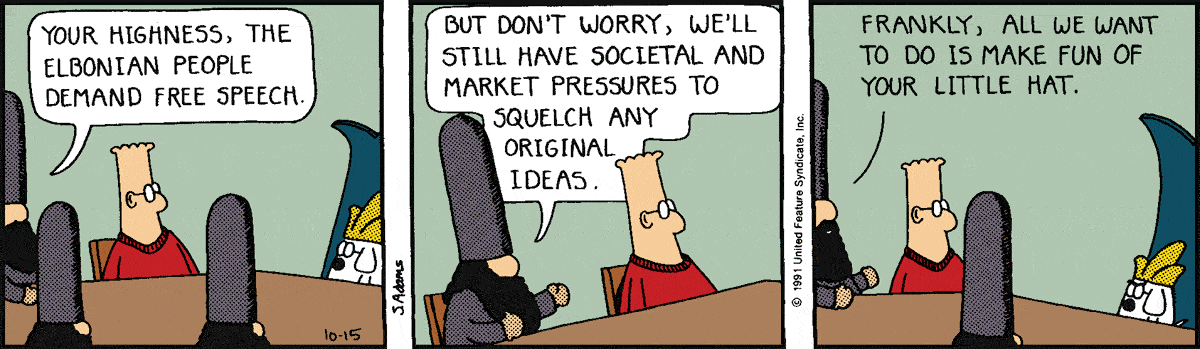 YOUR HIGHNESS, THE
ELBONIAN PEOPLE
DEMAND FREE SPEECH.
10-15
S.Adams
BUT DON'T WORRY, WE'LL
STILL HAVE SOCIETAL AND
MARKET PRESSURES TO
SQUELCH ANY
ORIGINAL
IDEAS.
© 1991 United Feature Syndicate, Inc.
FRANKLY, ALL WE WANT
TO DO IS MAKE FUN OF
YOUR LITTLE HAT.